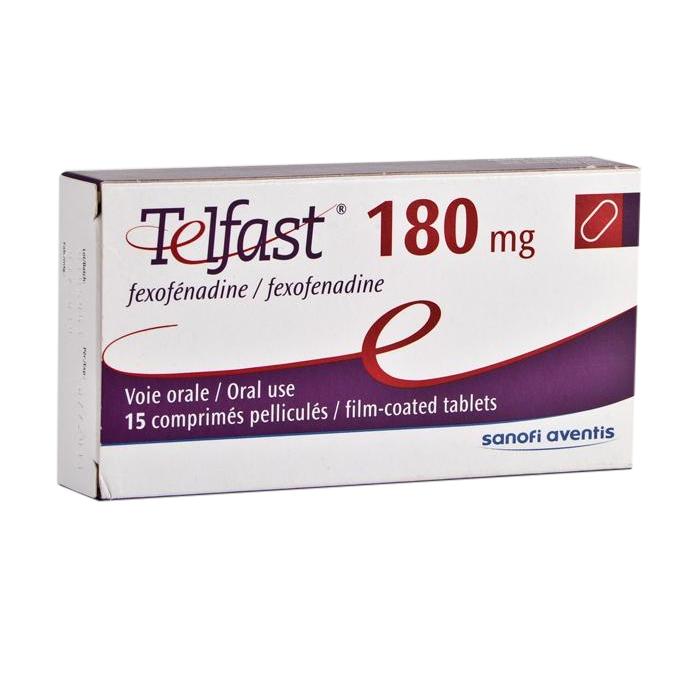 Telfast® 180 mg
fexofénadine / fexofenadine
Voie orale / Oral use
15 comprimés pelliculés / film-coated tablets
sanofi aventis